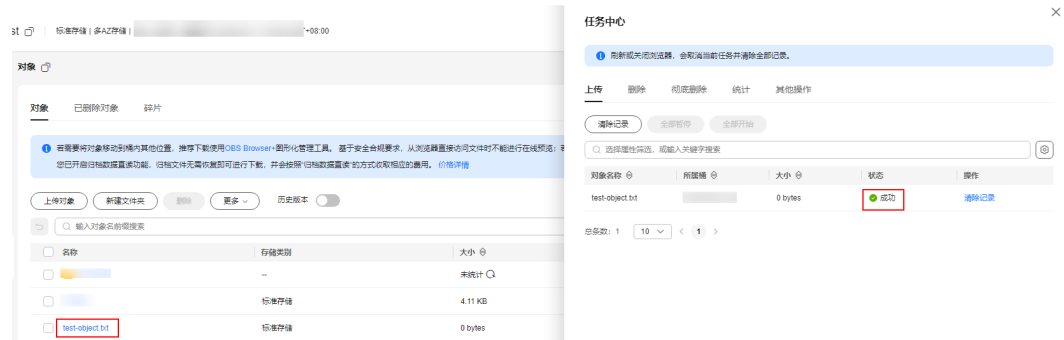 st 标准存储 | 多AZ存储 | +08:00
对象
对象 已删除对象 碎片
若需要将对象移动到桶内其他位置，推荐下载使用OBS Browser+图形化管理工具。 基于安全合规要求，从浏览器直接访问文件时不能进行在线预览；
您已开启归档数据直读功能，归档文件无需恢复即可进行下载，并会按照“归档数据直读”的方式收取相应的费用。 价格详情
上传对象 新建文件夹 删除 更多 历史版本
输入对象名前缀搜索
名称 存储类别 大小
-- 未统计
标准存储 4.11 KB
test-object.txt 标准存储 0 bytes
任务中心
刷新或关闭浏览器，会取消当前任务并清除全部记录。
上传 删除 彻底删除 统计 其他操作
清除记录 全部暂停 全部开始
选择属性筛选，或输入关键字搜索
对象名称 所属桶 大小 状态 操作
test-object.txt 0 bytes 成功 清除记录
总条数：1 10 1